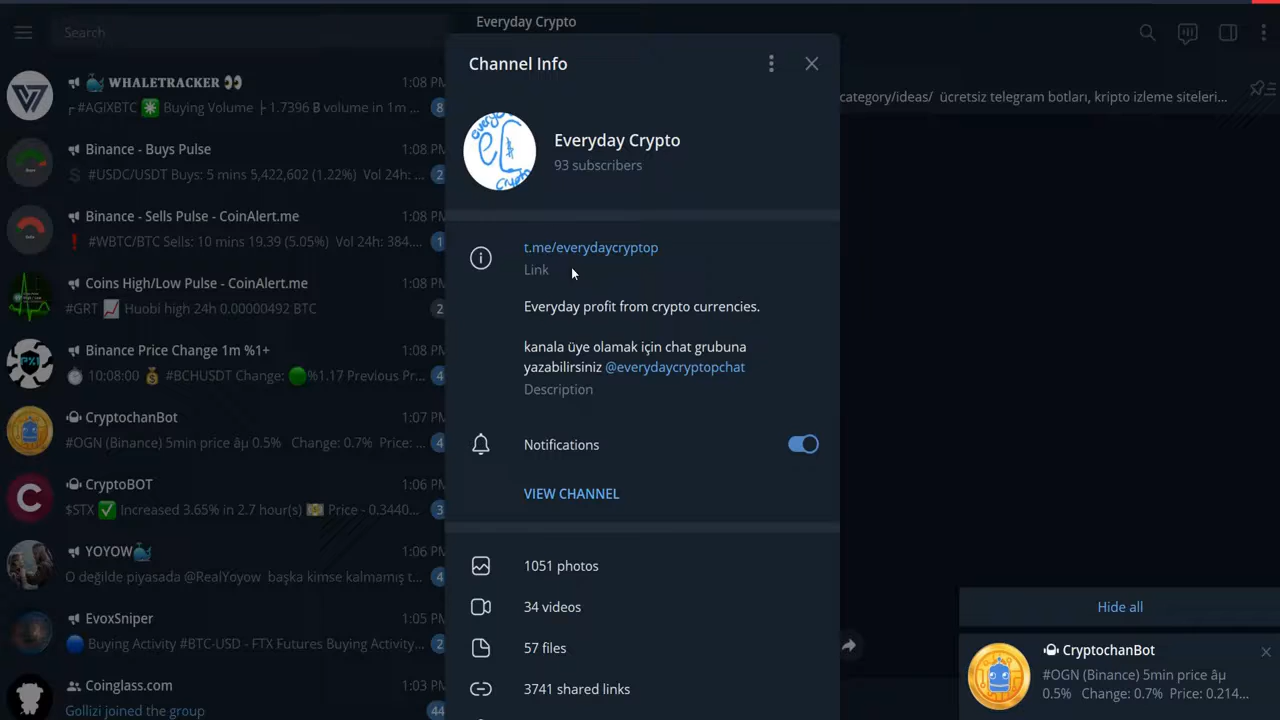 Search
WHALETRACKER 👀 1:08 PM
┌ #AGIXBTC ✳️ Buying Volume ├ 1.7396 B volume in 1m ... 8
Binance - Buys Pulse 1:08 PM
#USDC/USDT Buys: 5 mins 5,422,602 (1.22%) Vol 24h: ... 2
Binance - Sells Pulse - CoinAlert.me 1:08 PM
❗ #WBTC/BTC Sells: 10 mins 19.39 (5.05%) Vol 24h: 384.... 1
Coins High/Low Pulse - CoinAlert.me 1:08 PM
#GRT 📈 Huobi high 24h 0.00000492 BTC 2
Binance Price Change 1m %1+ 1:08 PM
⏱ 10:08:00 💰 #BCHUSDT Change: 🟢%1.17 Previous Pr... 4
CryptochanBot 1:07 PM
#OGN (Binance) 5min price âµ 0.5% Change: 0.7% Price: ... 4
CryptoBOT 1:06 PM
$STX ✅ Increased 3.65% in 2.7 hour(s) 💵 Price - 0.3440... 3
YOYOW🐳 1:06 PM
O değilde piyasada @RealYoyow başka kimse kalmamış t... 4
EvoxSniper 1:05 PM
🔵 Buying Activity #BTC-USD - FTX Futures Buying Activity... 2
Coinglass.com 1:03 PM
Gollizi joined the group 44
Everyday Crypto
Channel Info
everyday
eC
$
crypto
Everyday Crypto
93 subscribers
t.me/everydaycryptop
Link
Everyday profit from crypto currencies.
kanala üye olamak için chat grubuna
yazabilirsiniz @everydaycryptopchat
Description
Notifications
VIEW CHANNEL
1051 photos
34 videos
57 files
3741 shared links
category/ideas/ ücretsiz telegram botları, kripto izleme siteleri...
Hide all
CryptochanBot
#OGN (Binance) 5min price âµ
0.5% Change: 0.7% Price: 0.214...